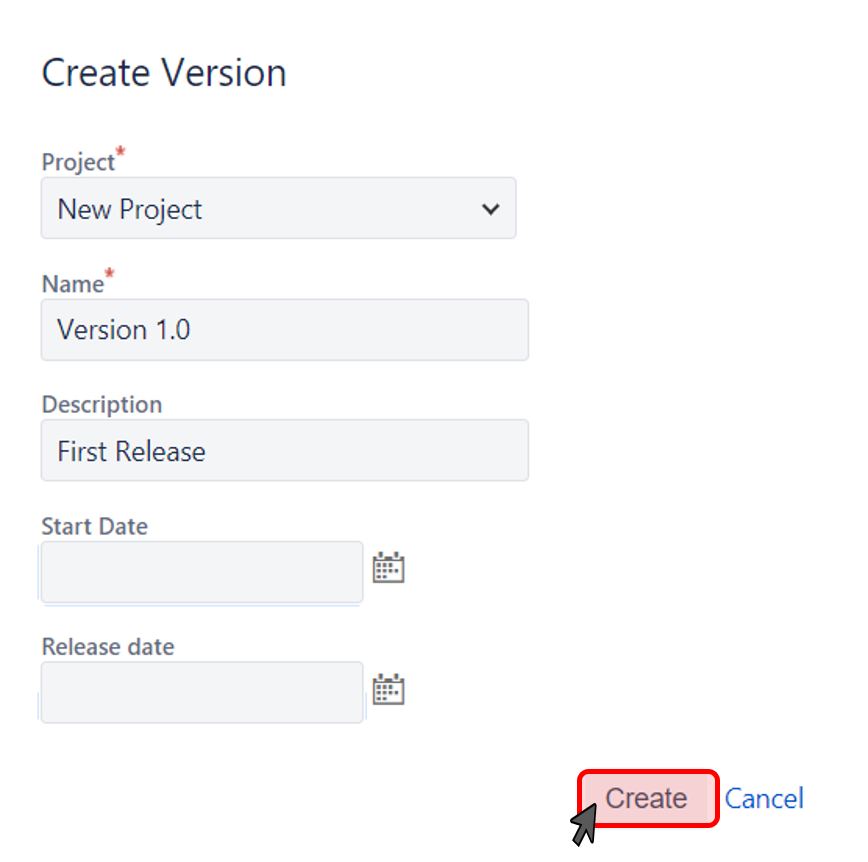 Create Version
Project*
New Project
Name*
Version 1.0
Description
First Release
Start Date
Release date
Create Cancel